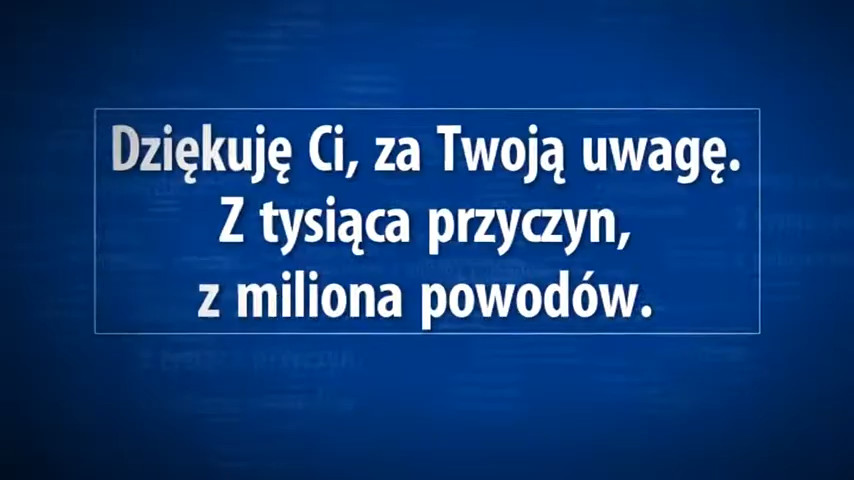 Dziękuję Ci, za Twoją uwagę.
Z tysiąca przyczyn,
z miliona powodów.